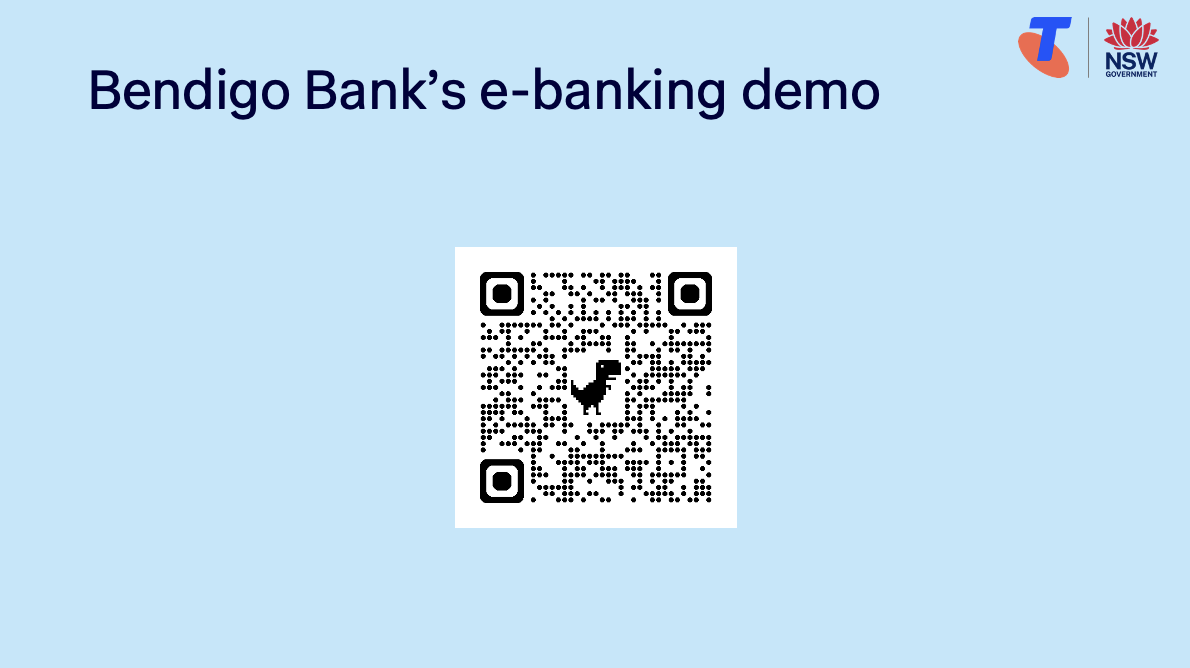 Bendigo Bank’s e-banking demo
T
NSW
GOVERNMENT